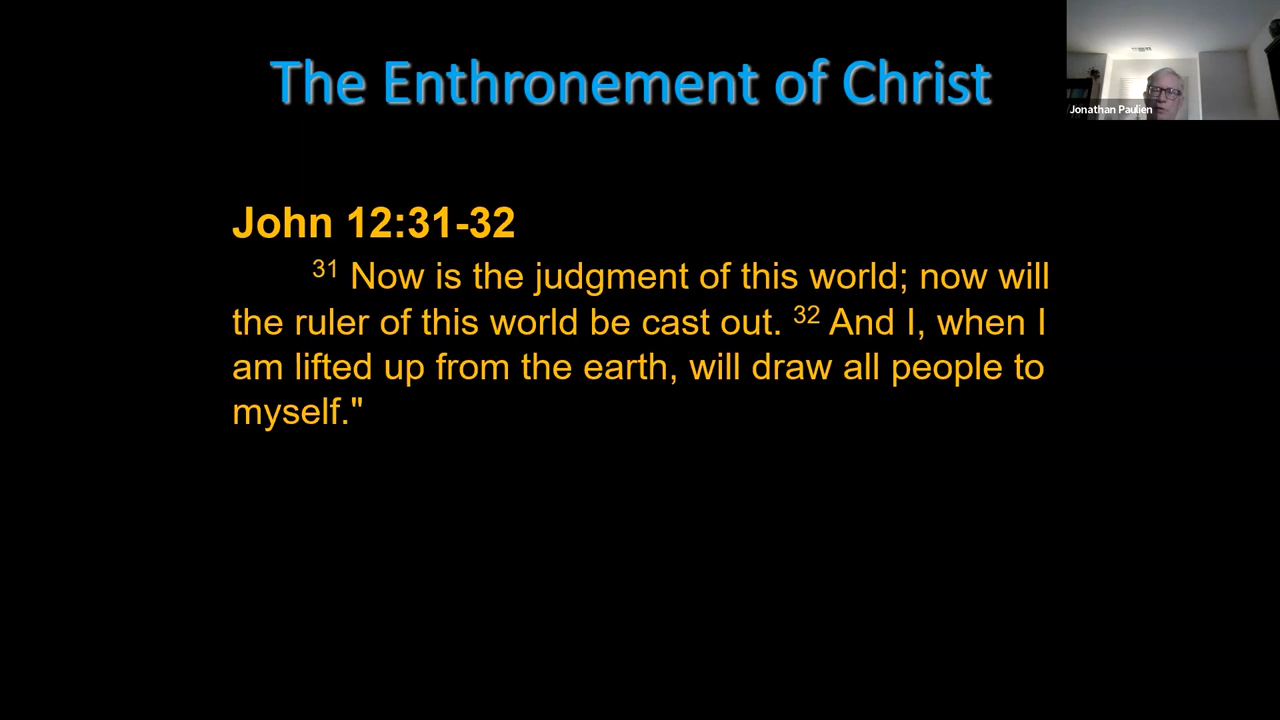 The Enthronement of Christ
Jonathan Paulien
John 12:31-32
31 Now is the judgment of this world; now will
the ruler of this world be cast out. 32 And I, when I
am lifted up from the earth, will draw all people to
myself."